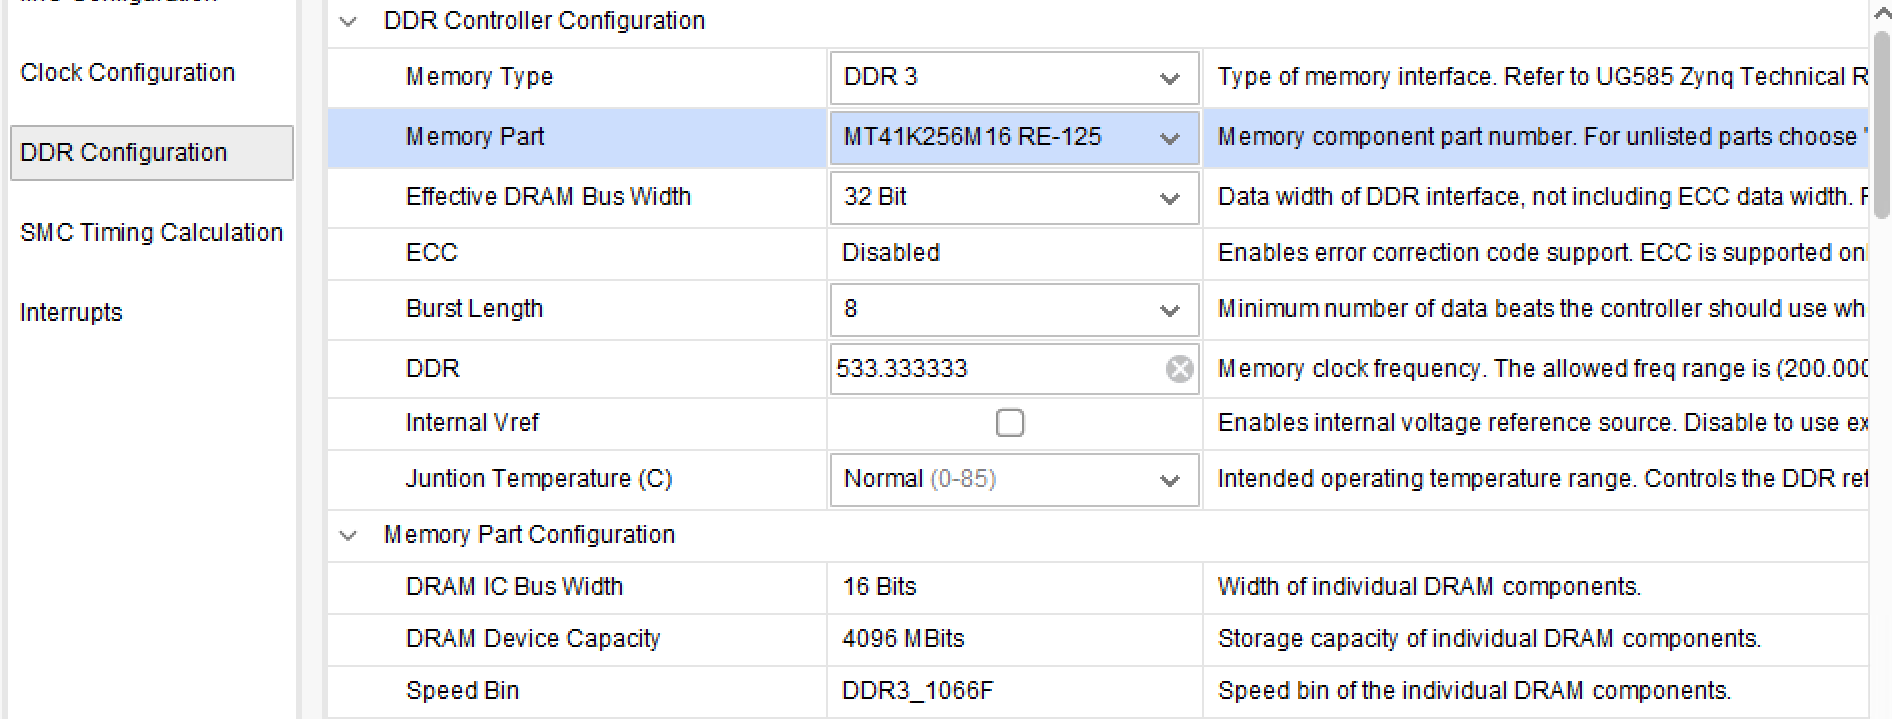 Clock Configuration
DDR Configuration
SMC Timing Calculation
Interrupts
DDR Controller Configuration
Memory Type DDR 3 Type of memory interface. Refer to UG585 Zynq Technical R
Memory Part MT41K256M16 RE-125 Memory component part number. For unlisted parts choose "
Effective DRAM Bus Width 32 Bit Data width of DDR interface, not including ECC data width.
ECC Disabled Enables error correction code support. ECC is supported
Burst Length 8 Minimum number of data beats the controller should use wh
DDR 533.333333 Memory clock frequency. The allowed freq range is (200.000
Internal Vref Enables internal voltage reference source. Disable to use ex
Juntion Temperature (C) Normal (0-85) Intended operating temperature range. Controls the DDR ref
Memory Part Configuration
DRAM IC Bus Width 16 Bits Width of individual DRAM components.
DRAM Device Capacity 4096 MBits Storage capacity of individual DRAM components.
Speed Bin DDR3_1066F Speed bin of the individual DRAM components.